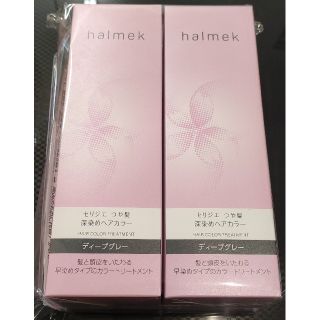 halmek
セリジエ つや髪
深染めヘアカラー
HAIR COLOR TREATMENT
ディープグレー
髪と頭皮をいたわる
早染めタイプのカラートリートメント
halmek
セリジエ つや髪
深染めヘアカラー
HAIR COLOR TREATMENT
ディープグレー
髪と頭皮をいたわる
早染めタイプのカラートリートメント